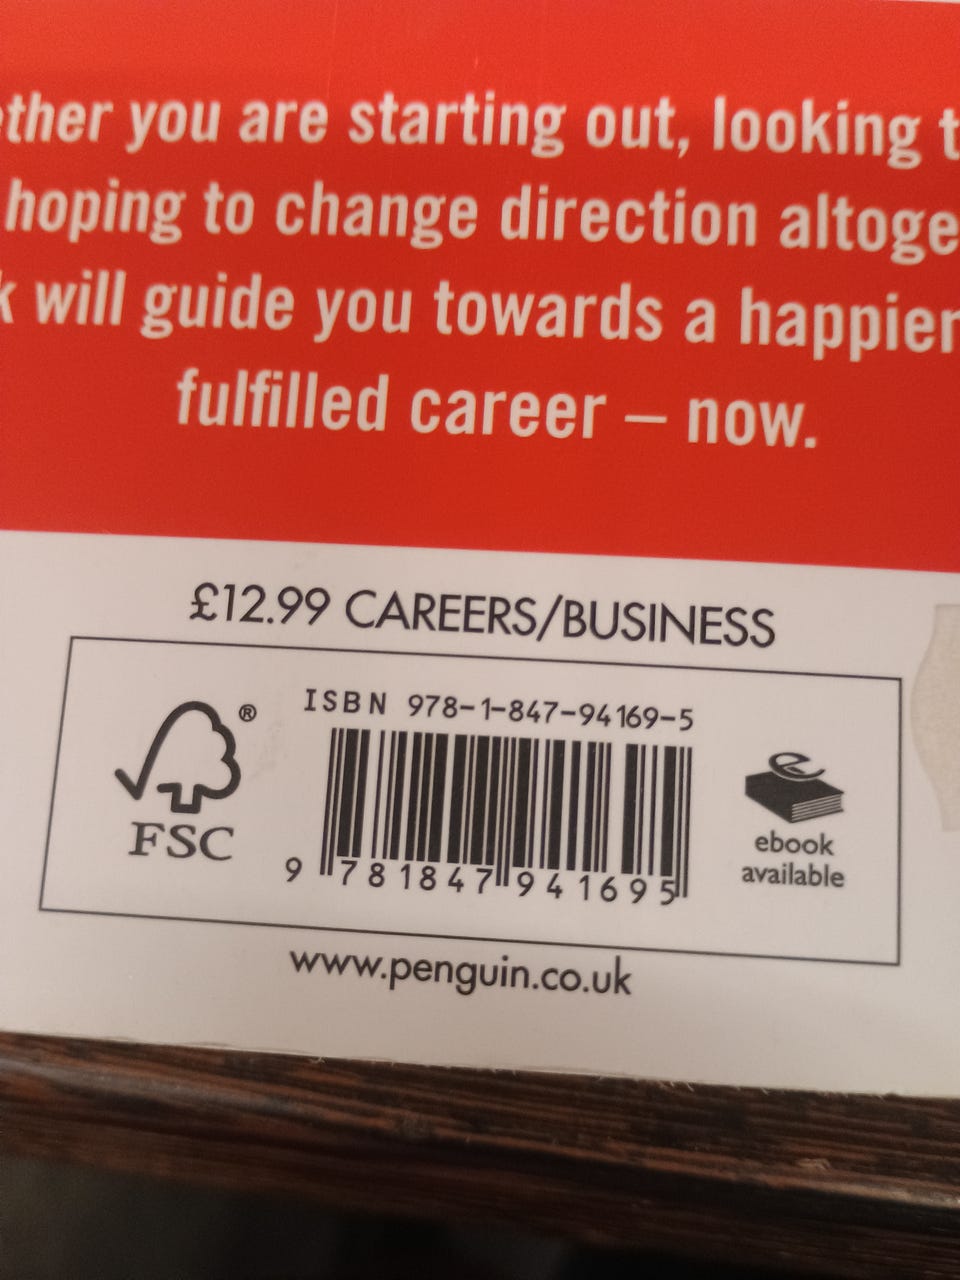 ether you are starting out, looking t
hoping to change direction altoge
k will guide you towards a happier
fulfilled career – now.
£12.99 CAREERS/BUSINESS
ISBN 978-1-847-94169-5
®
FSC
9 781847 941695
ebook
available
www.penguin.co.uk